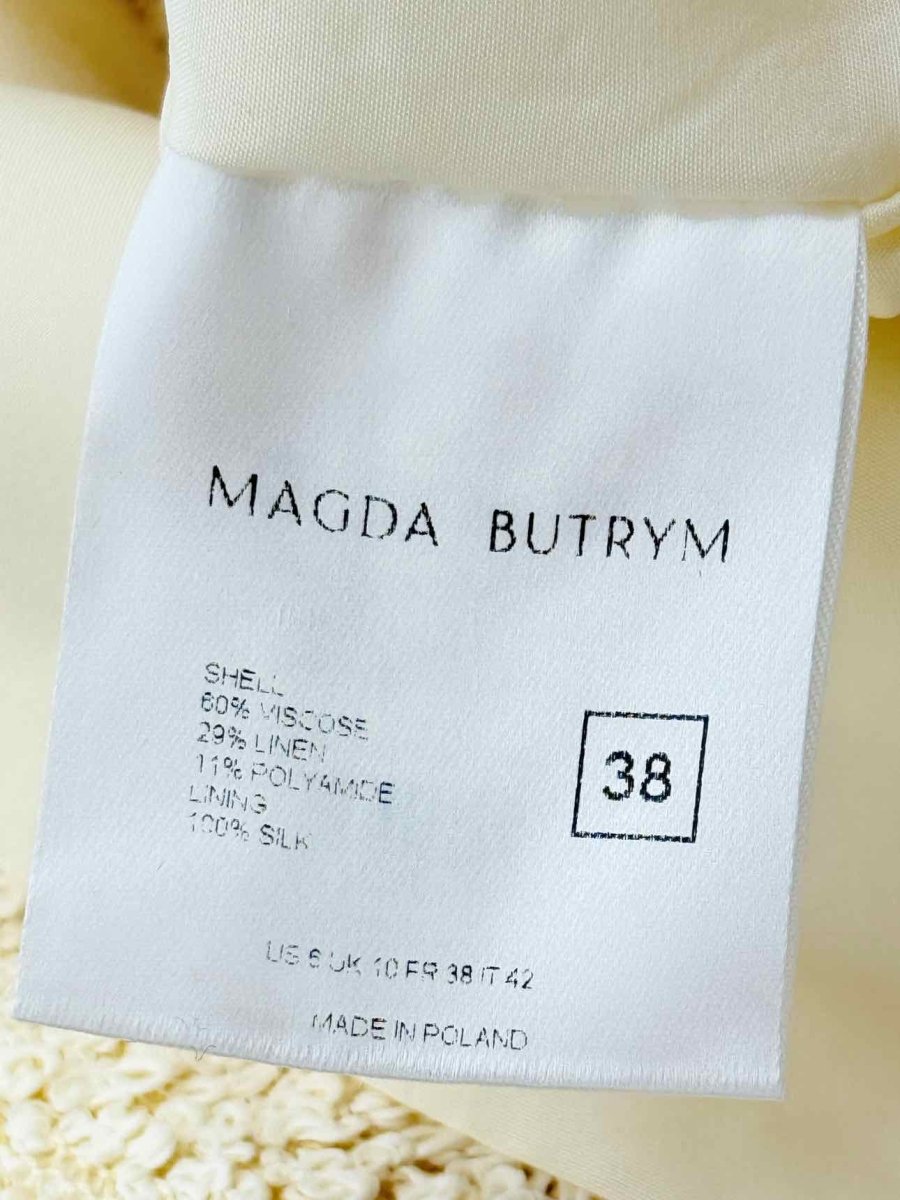 MAGDA BUTRYM
SHELL
60% VISCOSE
29% LINEN
11% POLYAMIDE
LINING
100% SILK
38
US 6 UK 10 FR 38 IT 42
MADE IN POLAND